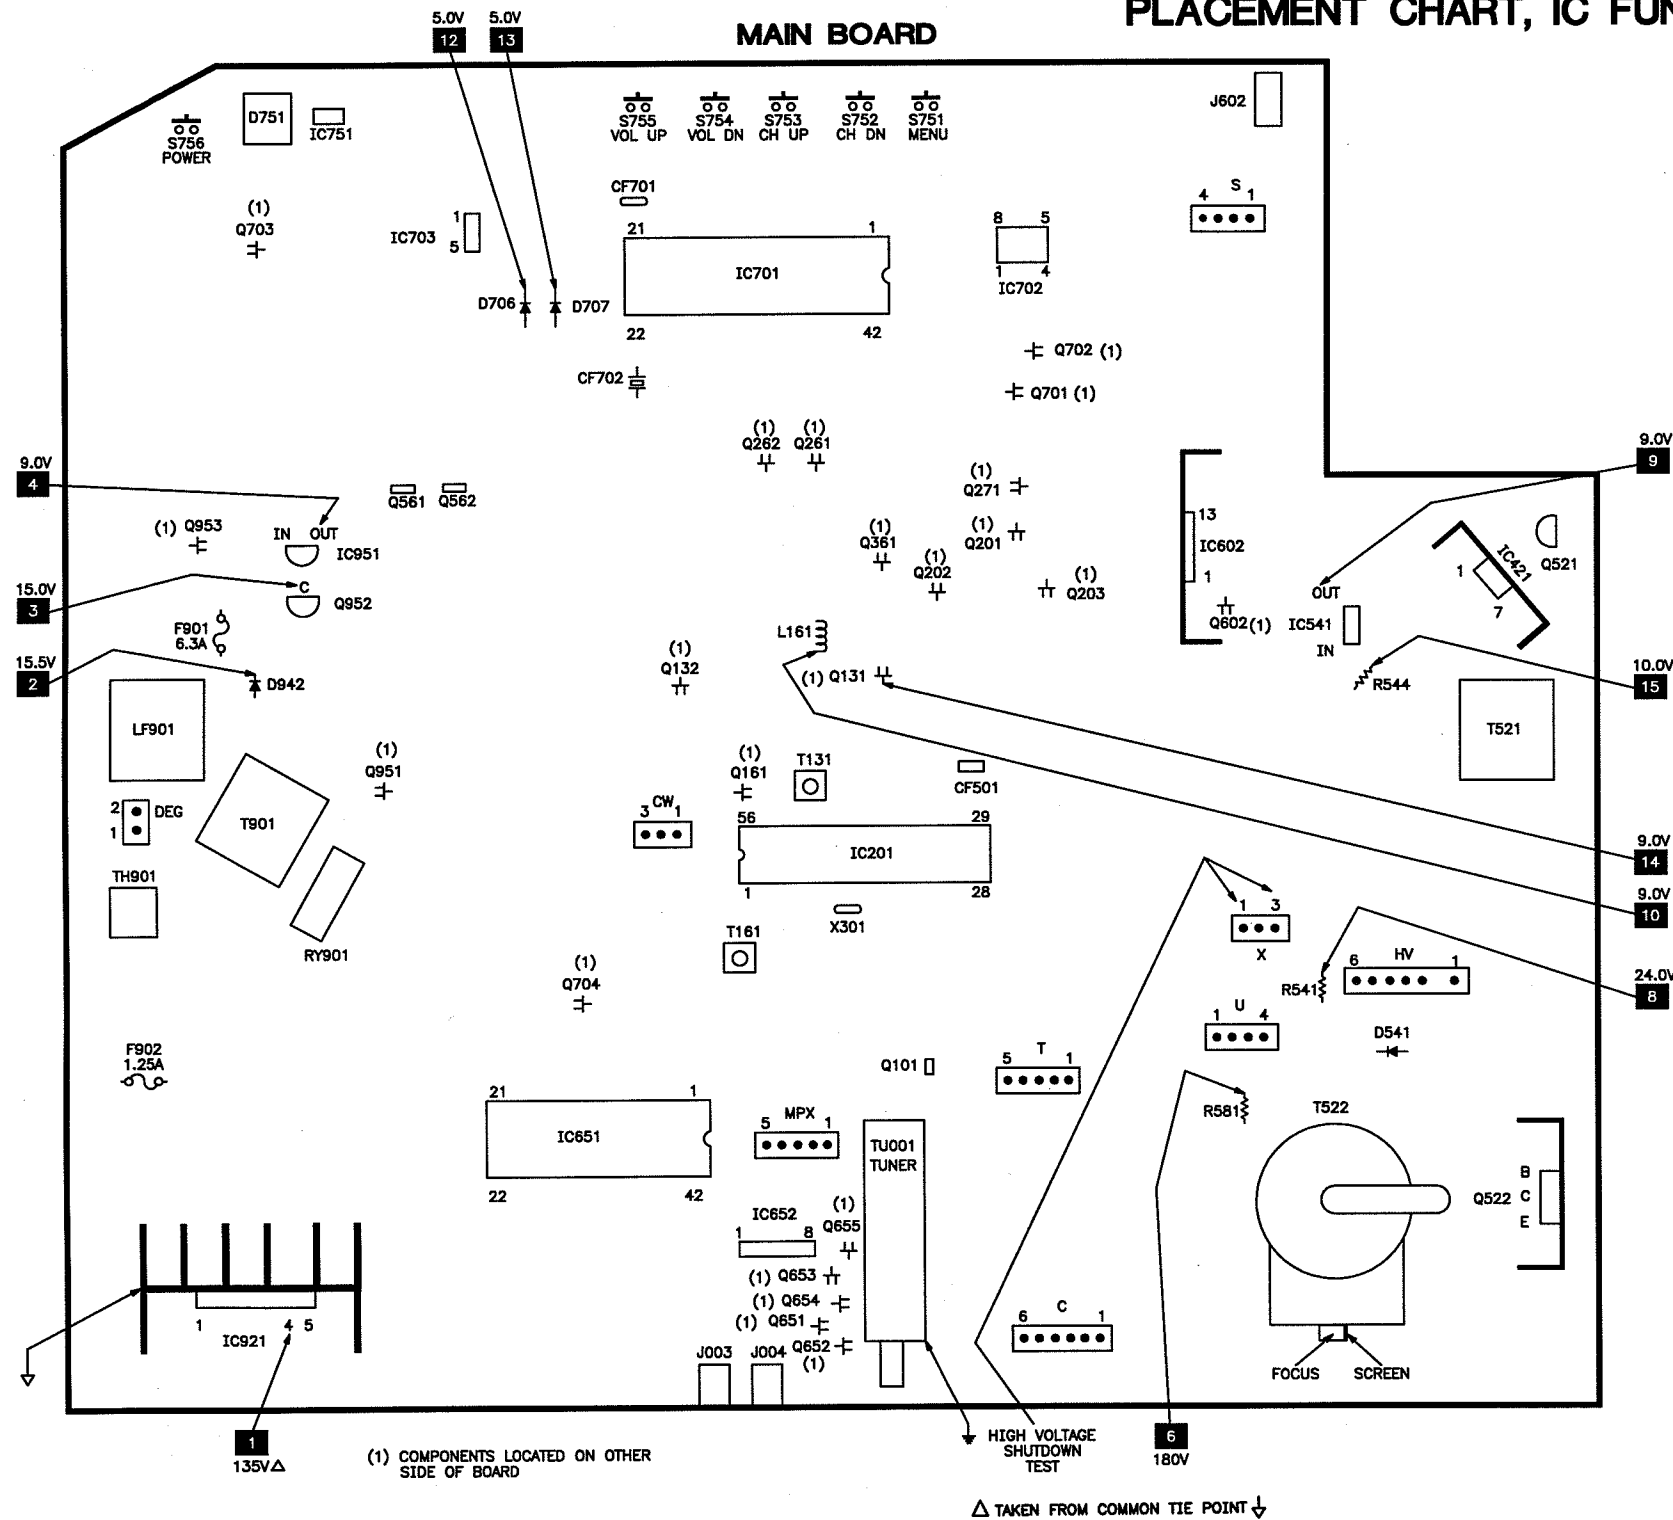 PLACEMENT CHART, IC FUN
MAIN BOARD
5.0V 5.0V
12 13
D751
IC751
S756
POWER
S755
VOL UP
S754
VOL DN
S753
CH UP
S752
CH DN
S751
MENU
J602
4 S 1
CF701
(1)
Q703
IC703
1
5
21 1
IC701
22 42
8 5
1 4
IC702
D706
D707
CF702
Q702 (1)
Q701 (1)
(1)
Q262
(1)
Q261
9.0V
4
9.0V
9
Q561
Q562
(1)
Q271
(1) Q953
IN OUT
IC951
(1)
Q361
(1)
Q201
(1)
Q202
(1)
Q203
13
IC602
1
Q602 (1)
IC421
1
7
Q521
OUT
IC541
IN
15.0V
3
C
Q952
F901
6.3A
15.5V
2
D942
L161
(1)
Q132
(1) Q131
R544
10.0V
15
LF901
T521
(1)
Q951
(1)
Q161
T131
CF501
2
1
DEG
T901
3 CW 1
56 29
IC201
1 28
X301
9.0V
14
9.0V
10
TH901
RY901
T161
1 3
X
6 HV 1
R541
24.0V
8
(1)
Q704
1 U 4
D541
F902
1.25A
Q101
5 T 1
R581
T522
21 1
IC651
22 42
5 MPX 1
TU001
TUNER
IC652
1 8
(1)
Q655
Q522
B
C
E
(1) Q653
(1) Q654
(1) Q651
Q652
(1)
1 4 5
IC921
6 C 1
J003 J004
FOCUS SCREEN
1
135V△
(1) COMPONENTS LOCATED ON OTHER
SIDE OF BOARD
HIGH VOLTAGE
SHUTDOWN
TEST
6
180V
△ TAKEN FROM COMMON TIE POINT